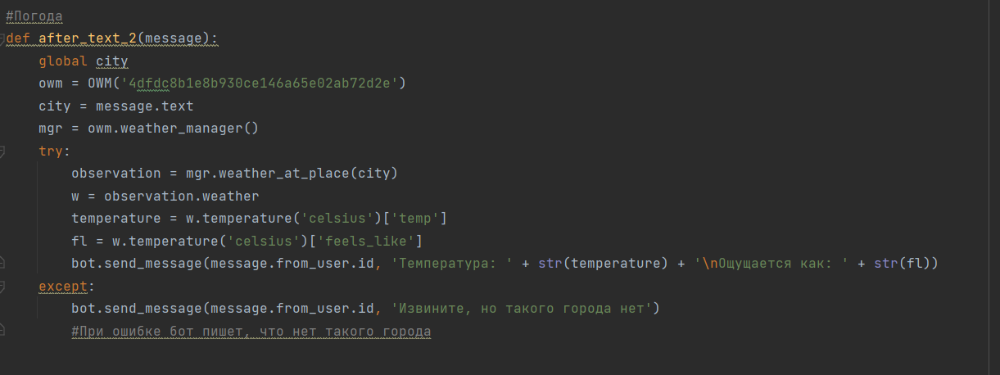 #Погода
def after_text_2(message):
    global city
    owm = OWM('4dfdc8b1e8b930ce146a65e02ab72d2e')
    city = message.text
    mgr = owm.weather_manager()
    try:
        observation = mgr.weather_at_place(city)
        w = observation.weather
        temperature = w.temperature('celsius')['temp']
        fl = w.temperature('celsius')['feels_like']
        bot.send_message(message.from_user.id, 'Температура: ' + str(temperature) + '\nОщущается как: ' + str(fl))
    except:
        bot.send_message(message.from_user.id, 'Извините, но такого города нет')
        #При ошибке бот пишет, что нет такого города